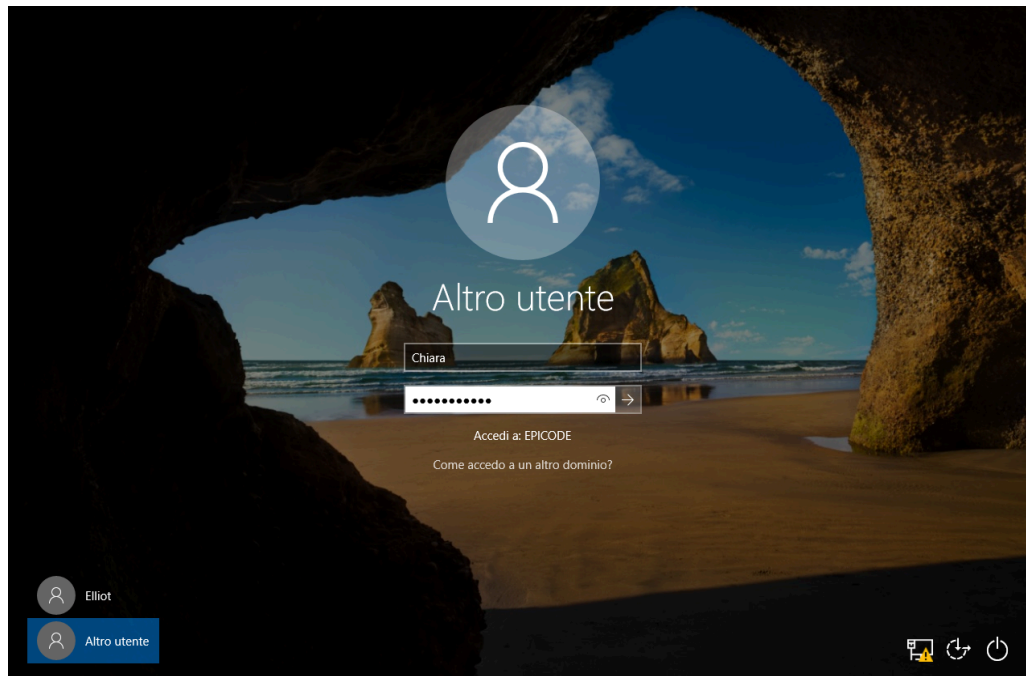 Altro utente
Chiara
•••••••••••
Accedi a: EPICODE
Come accedo a un altro dominio?
Elliot
Altro utente